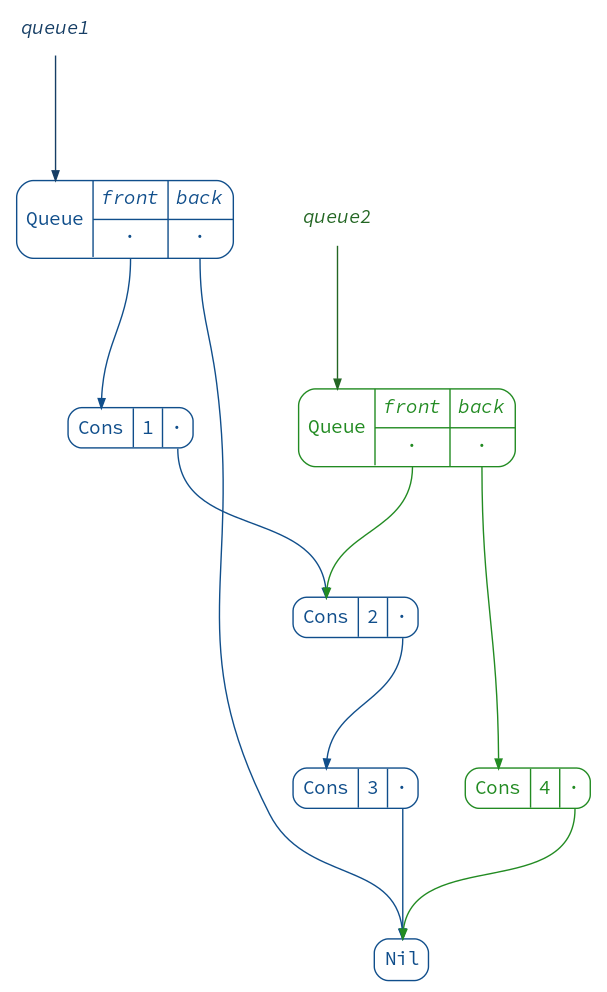 queue1
Queue front back
· ·
queue2
Cons 1 ·
Queue front back
· ·
Cons 2 ·
Cons 3 ·
Cons 4 ·
Nil